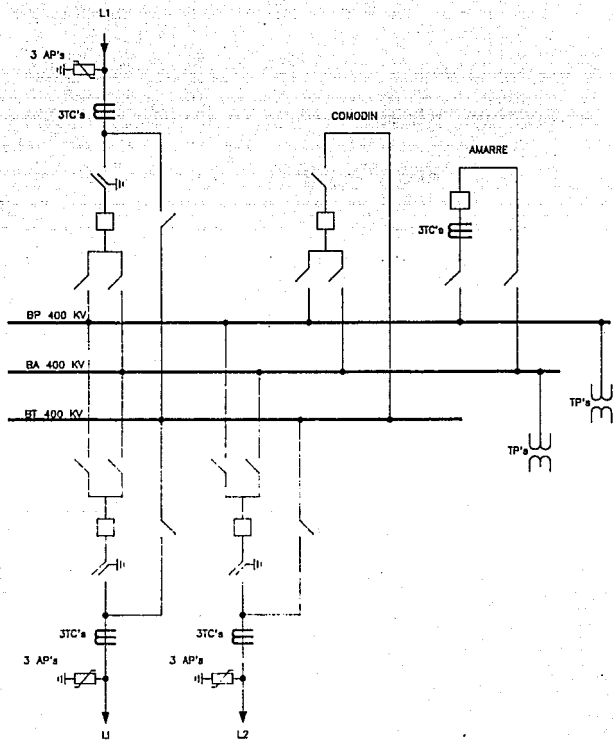 L1
3 AP's
3TC's
COMODIN
AMARRE
3TC's
BP 400 KV
BA 400 KV
BT 400 KV
TP's
TP's
3TC's
3TC's
3 AP's
3 AP's
L1
L2